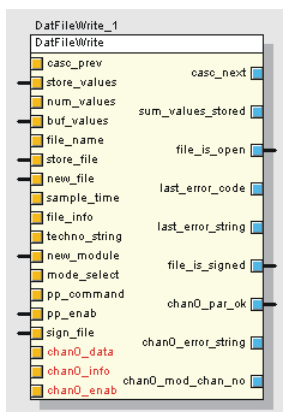 DatFileWrite_1
DatFileWrite
casc_prev
store_values
num_values
buf_values
file_name
store_file
new_file
sample_time
file_info
techno_string
new_module
mode_select
pp_command
pp_enab
sign_file
chan0_data
chan0_info
chan0_enab
casc_next
sum_values_stored
file_is_open
last_error_code
last_error_string
file_is_signed
chan0_par_ok
chan0_error_string
chan0_mod_chan_no